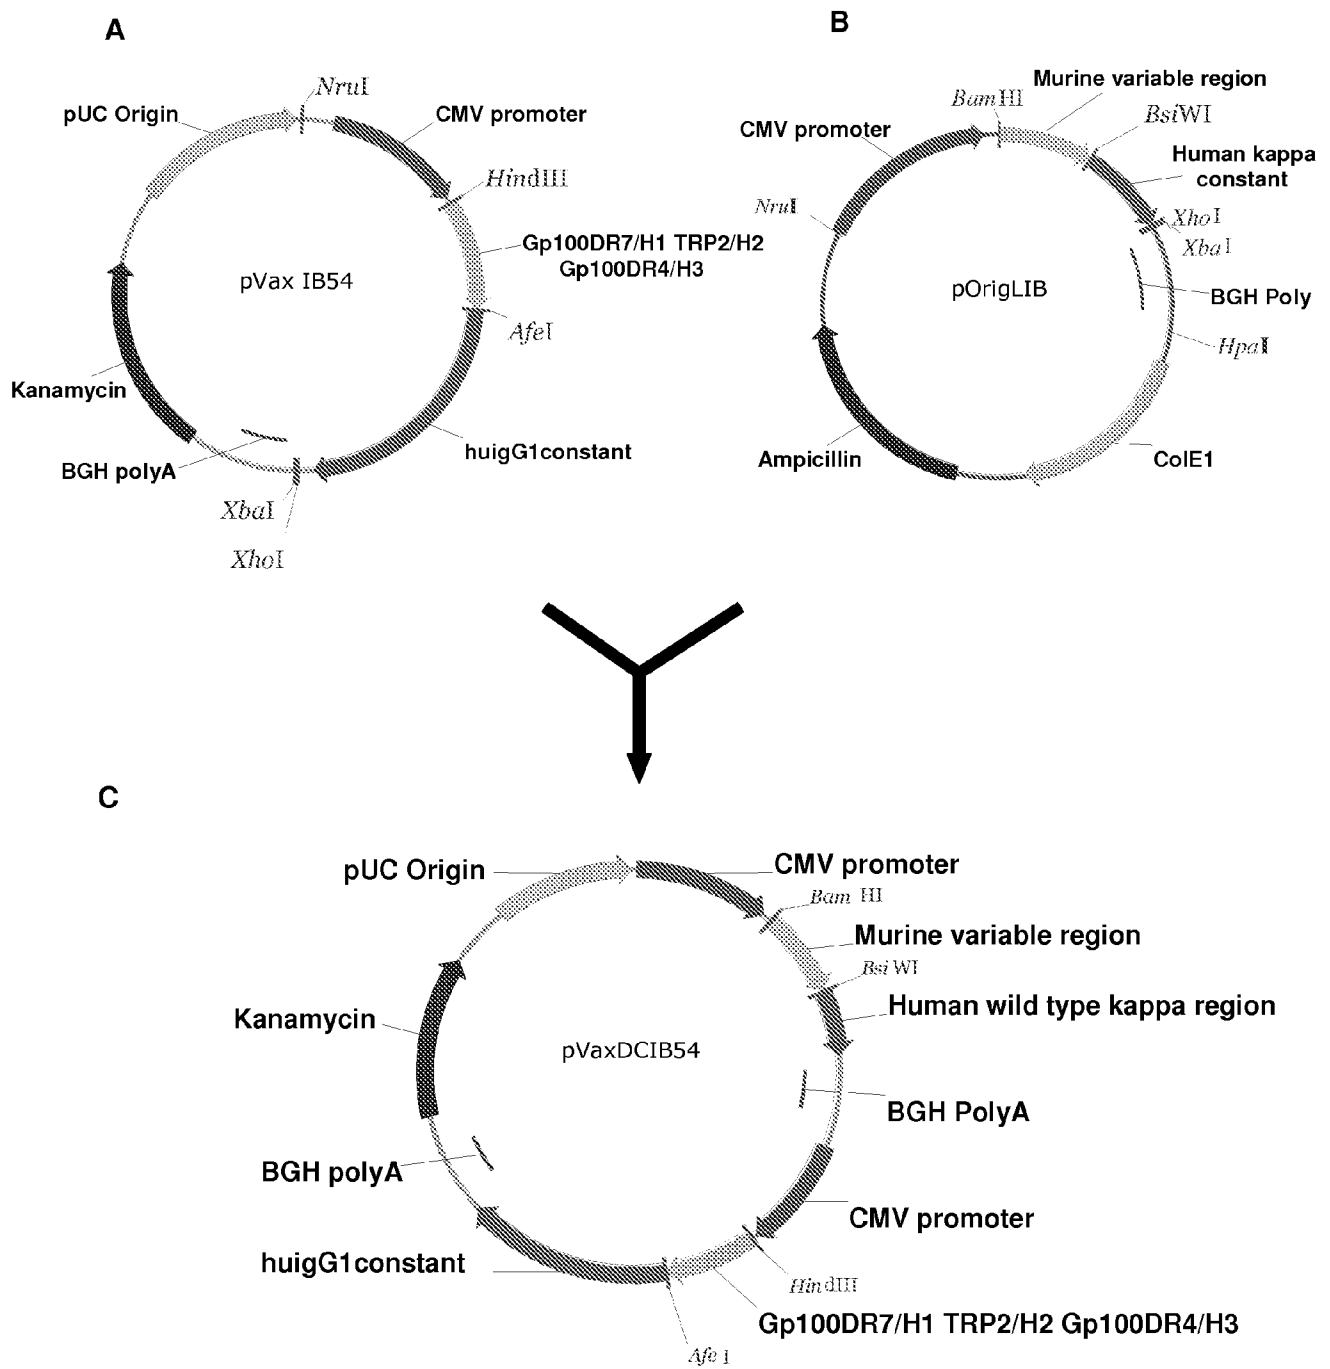 A
NruI
pUC Origin
CMV promoter
HindIII
Gp100DR7/H1 TRP2/H2
Gp100DR4/H3
pVax IB54
AfeI
Kanamycin
huigG1constant
BGH polyA
XbaI
XhoI
B
Murine variable region
BamHI
BsiWI
CMV promoter
Human kappa
constant
NruI
XhoI
XbaI
pOrigLIB
BGH Poly
HpaI
Ampicillin
ColE1
C
pUC Origin
CMV promoter
Bam HI
Murine variable region
Bsi WI
Human wild type kappa region
Kanamycin
pVaxDCIB54
BGH PolyA
BGH polyA
CMV promoter
huigG1constant
HindIII
Gp100DR7/H1 TRP2/H2 Gp100DR4/H3
Afe I